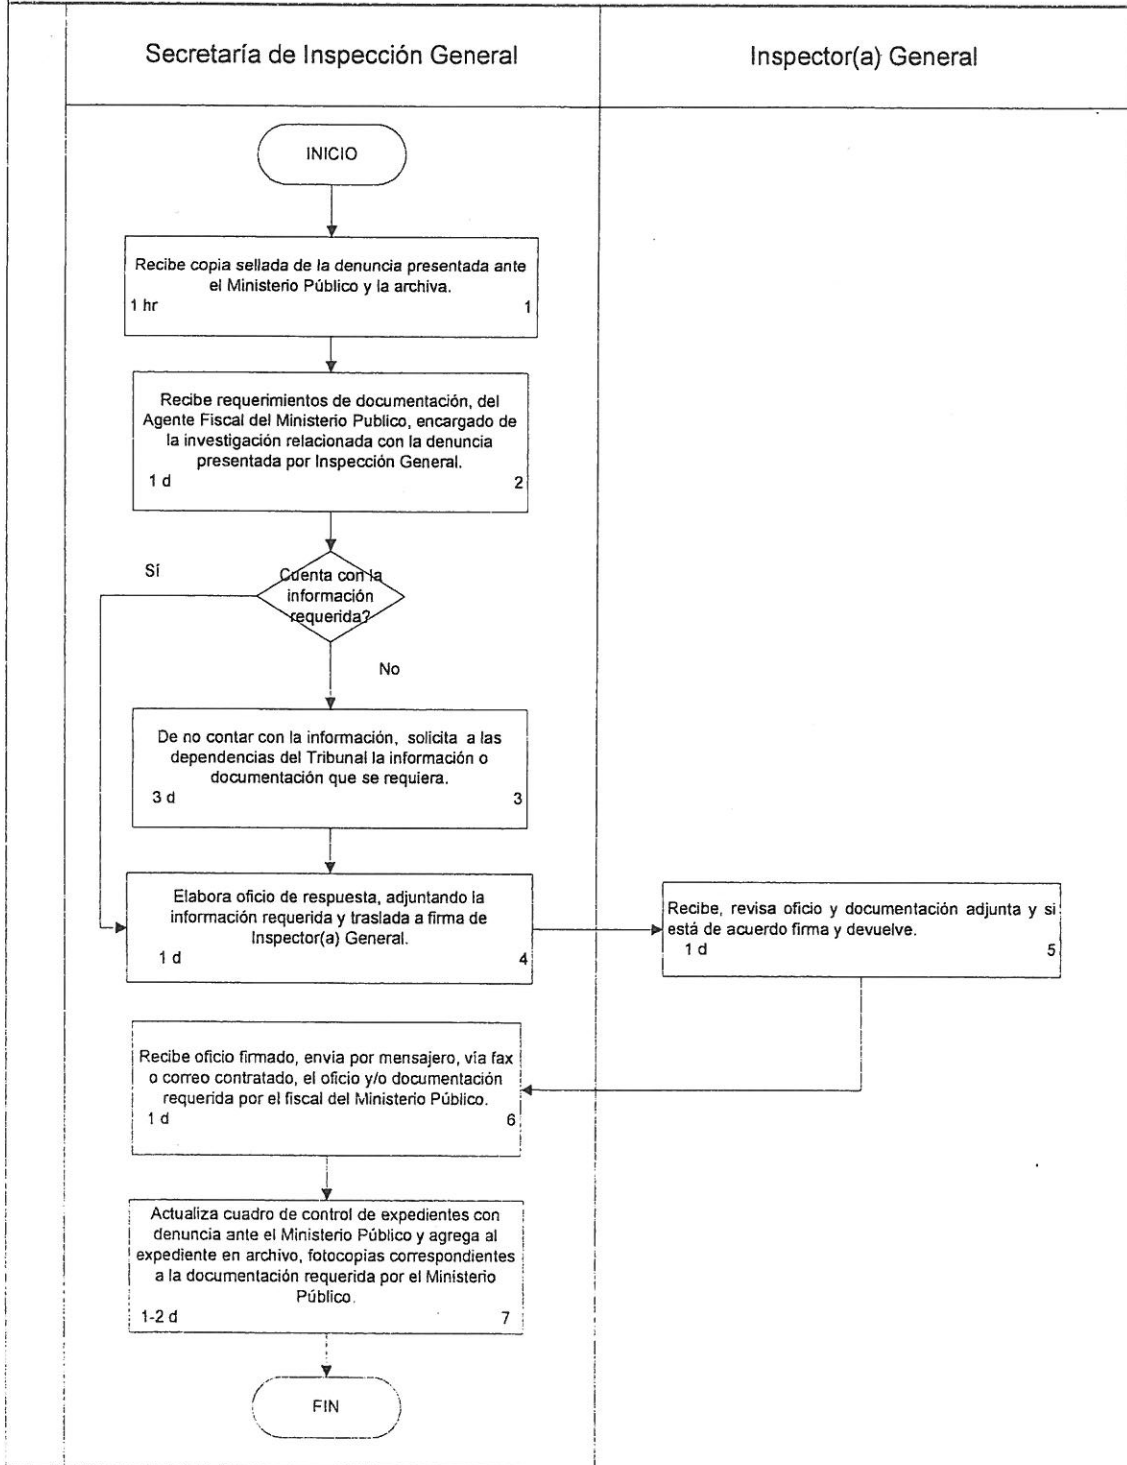 Secretaría de Inspección General
Inspector(a) General
INICIO
Recibe copia sellada de la denuncia presentada ante
el Ministerio Público y la archiva.
1 hr
1
Recibe requerimientos de documentación, del
Agente Fiscal del Ministerio Publico, encargado de
la investigación relacionada con la denuncia
presentada por Inspección General.
1 d
2
Cuenta con la
información
requerida?
Sí
No
De no contar con la información, solicita a las
dependencias del Tribunal la información o
documentación que se requiera.
3 d
3
Elabora oficio de respuesta, adjuntando la
información requerida y traslada a firma de
Inspector(a) General.
1 d
4
Recibe, revisa oficio y documentación adjunta y si
está de acuerdo firma y devuelve.
1 d
5
Recibe oficio firmado, envia por mensajero, vía fax
o correo contratado, el oficio y/o documentación
requerida por el fiscal del Ministerio Público.
1 d
6
Actualiza cuadro de control de expedientes con
denuncia ante el Ministerio Público y agrega al
expediente en archivo, fotocopias correspondientes
a la documentación requerida por el Ministerio
Público.
1-2 d
7
FIN